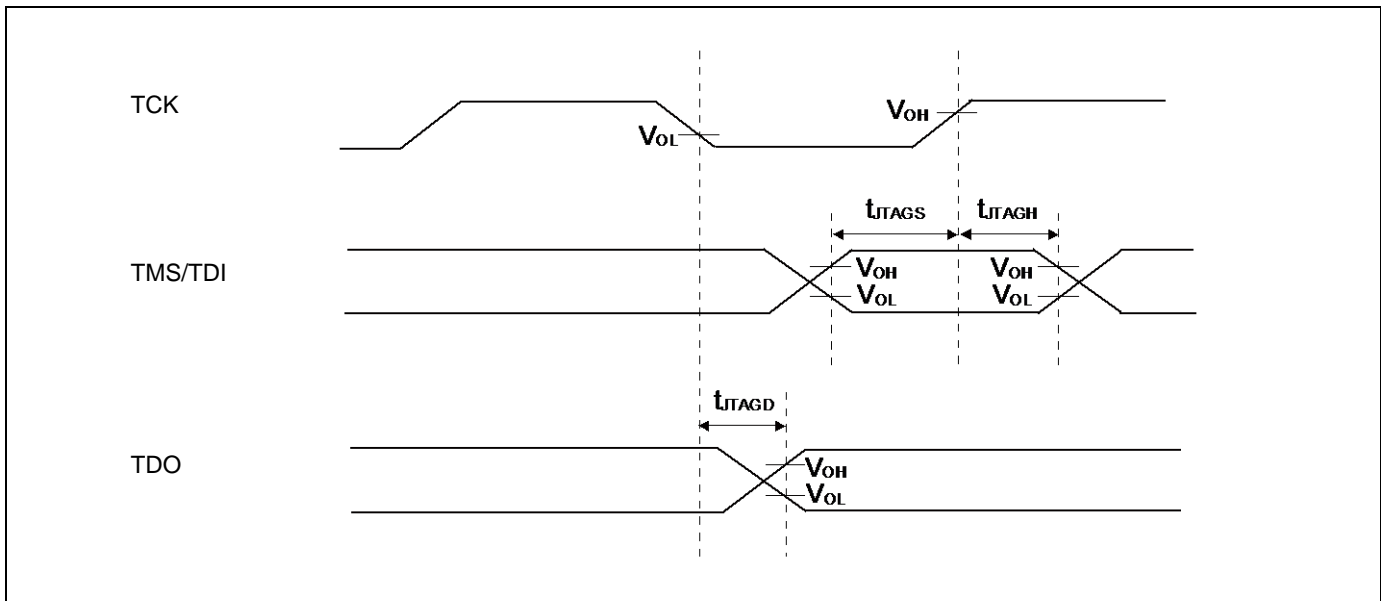 TCK
VOL
VOH
tJTAGS
tJTAGH
TMS/TDI
VOH
VOH
VOL
VOL
tJTAGD
TDO
VOH
VOL